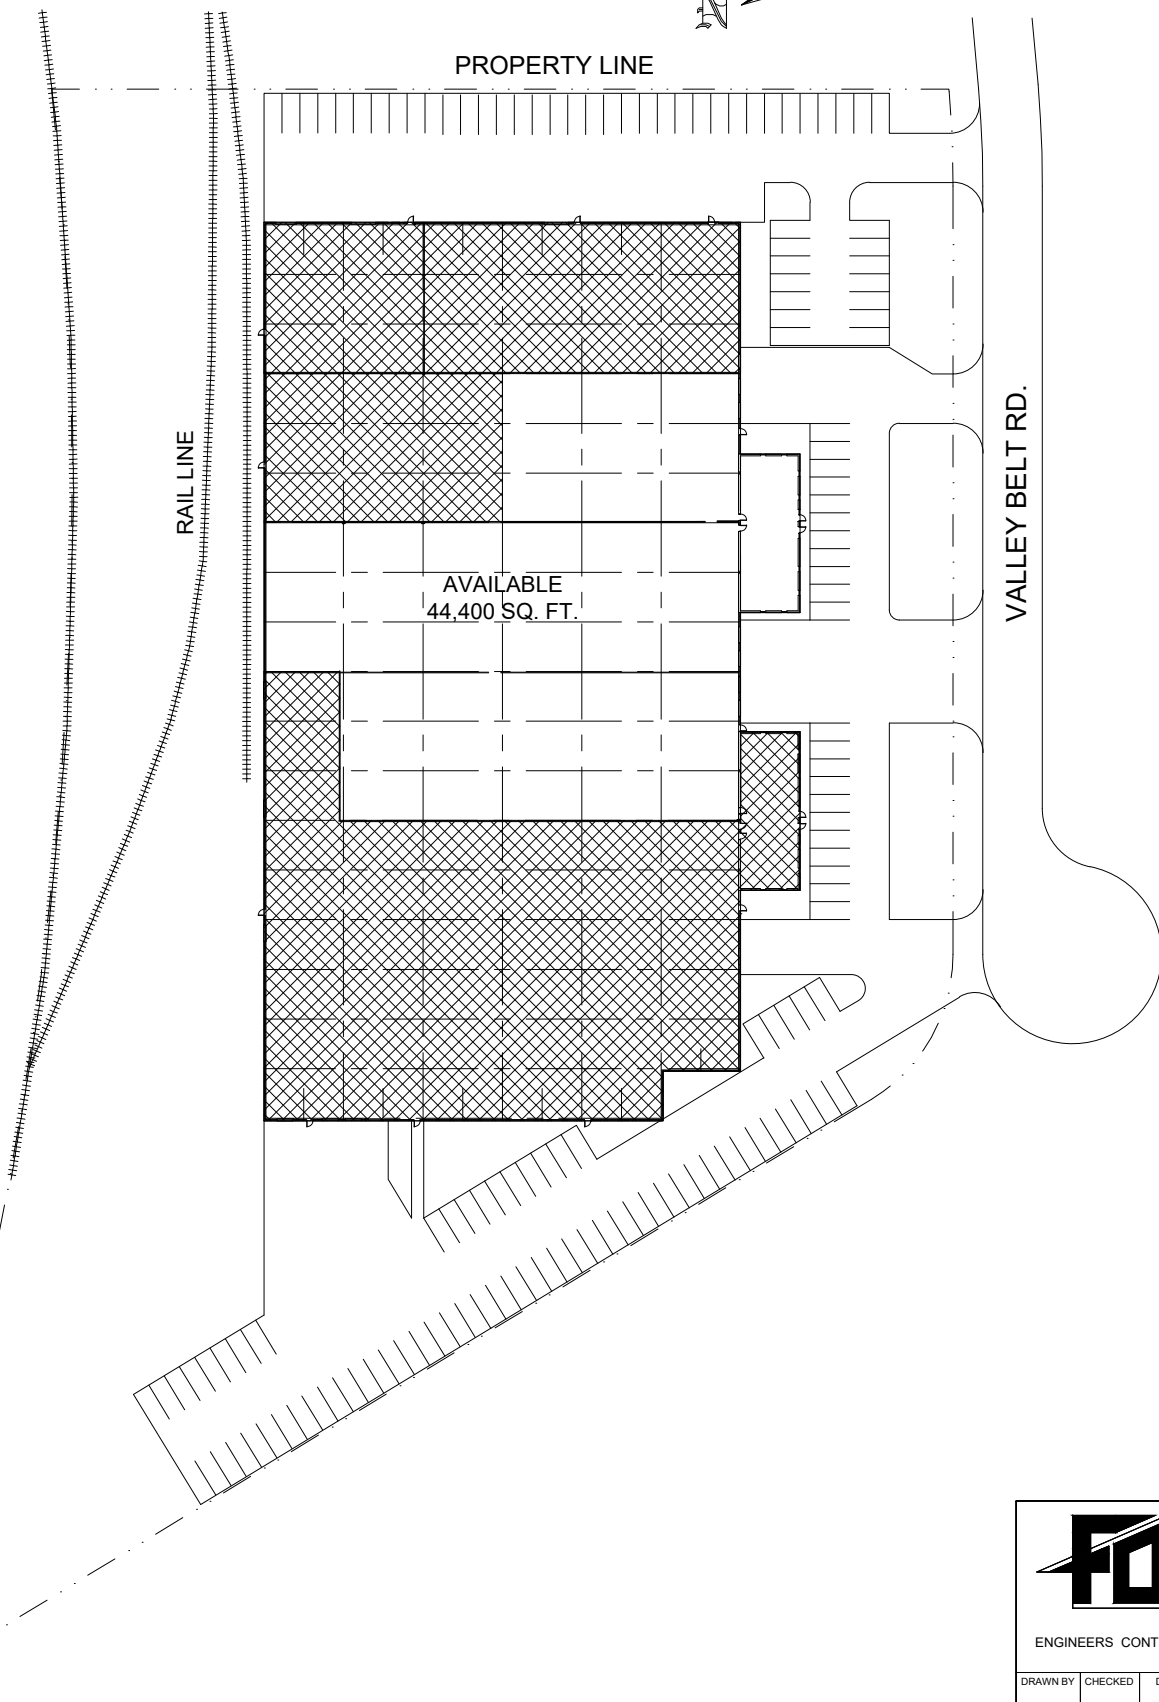 PROPERTY LINE
RAIL LINE
VALLEY BELT RD.
AVAILABLE
44,400 SQ. FT.
ENGINEERS CONT
DRAWN BY CHECKED D